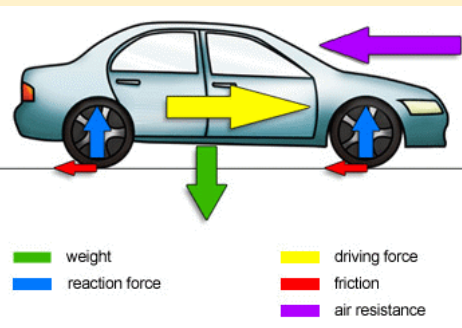 weight
reaction force
driving force
friction
air resistance